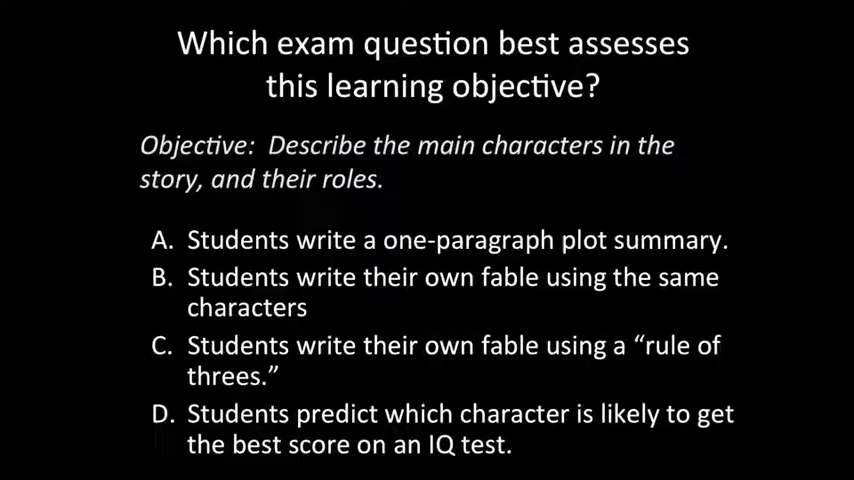 Which exam question best assesses
this learning objective?
Objective:  Describe the main characters in the
story, and their roles.
A. Students write a one-paragraph plot summary.
B. Students write their own fable using the same
characters
C. Students write their own fable using a “rule of
threes.”
D. Students predict which character is likely to get
the best score on an IQ test.